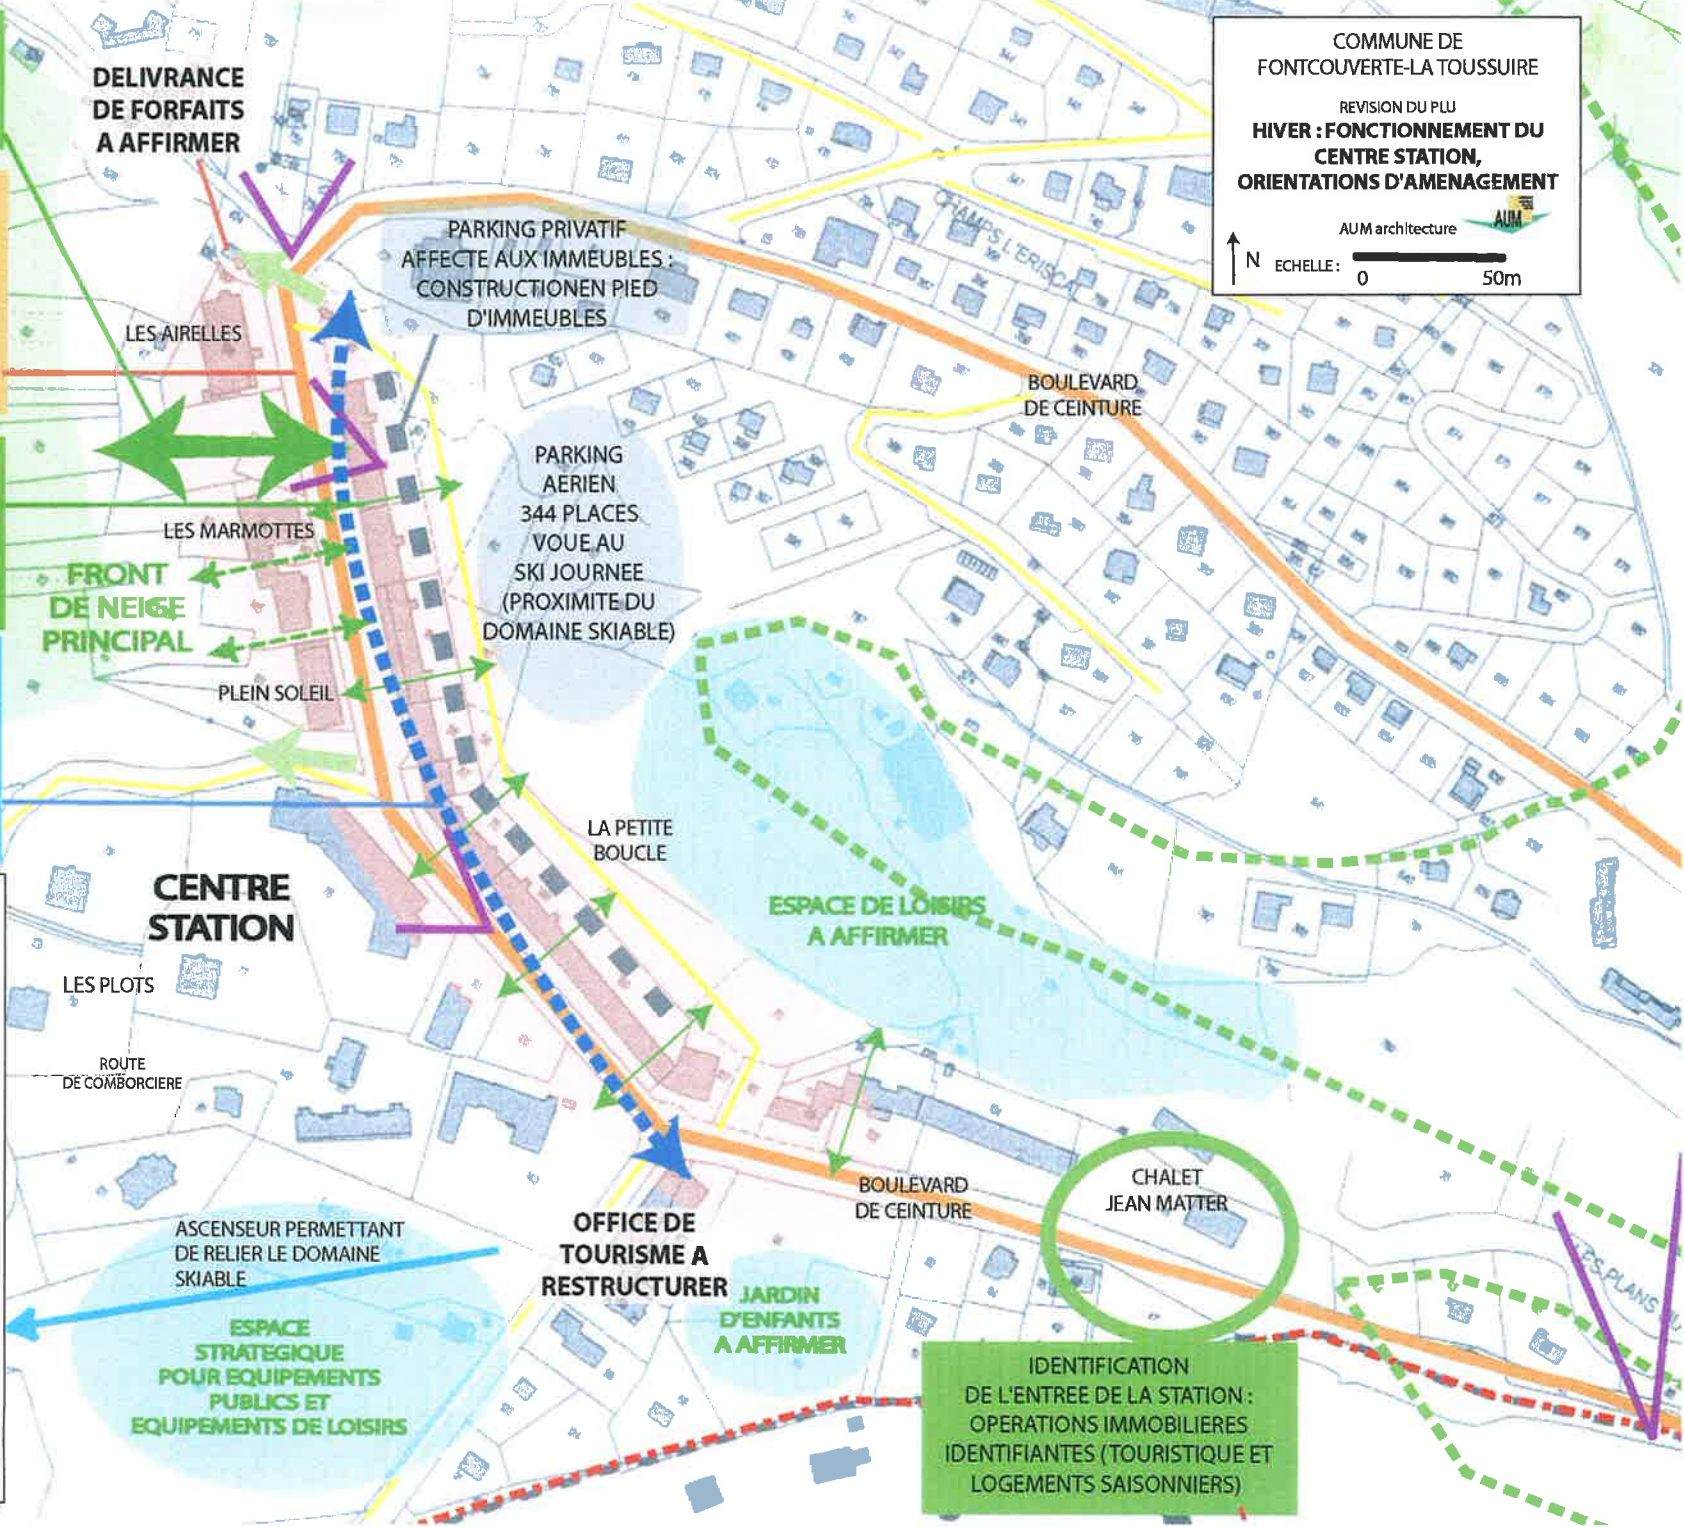 COMMUNE DE
FONTCOUVERTE-LA TOUSSUIRE
REVISION DU PLU
HIVER : FONCTIONNEMENT DU
CENTRE STATION,
ORIENTATIONS D'AMENAGEMENT
AUM architecture
AUM
N
ECHELLE :
0 50m
DELIVRANCE
DE FORFAITS
A AFFIRMER
PARKING PRIVATIF
AFFECTE AUX IMMEUBLES :
CONSTRUCTIONEN PIED
D'IMMEUBLES
CHAMPS L'ERISCAL
LES AIRELLES
BOULEVARD
DE CEINTURE
PARKING
AERIEN
344 PLACES
VOUE AU
SKI JOURNEE
(PROXIMITE DU
DOMAINE SKIABLE)
LES MARMOTTES
FRONT
DE NEIGE
PRINCIPAL
PLEIN SOLEIL
LA PETITE
BOUCLE
CENTRE
STATION
ESPACE DE LOISIRS
A AFFIRMER
LES PLOTS
ROUTE
DE COMBORCIERE
CHALET
JEAN MATTER
BOULEVARD
DE CEINTURE
ASCENSEUR PERMETTANT
DE RELIER LE DOMAINE
SKIABLE
OFFICE DE
TOURISME A
RESTRUCTURER
LES PLANS
JARDIN
D'ENFANTS
A AFFIRMER
ESPACE
STRATEGIQUE
POUR EQUIPEMENTS
PUBLICS ET
EQUIPEMENTS DE LOISIRS
IDENTIFICATION
DE L'ENTREE DE LA STATION :
OPERATIONS IMMOBILIERES
IDENTIFIANTES (TOURISTIQUE ET
LOGEMENTS SAISONNIERS)